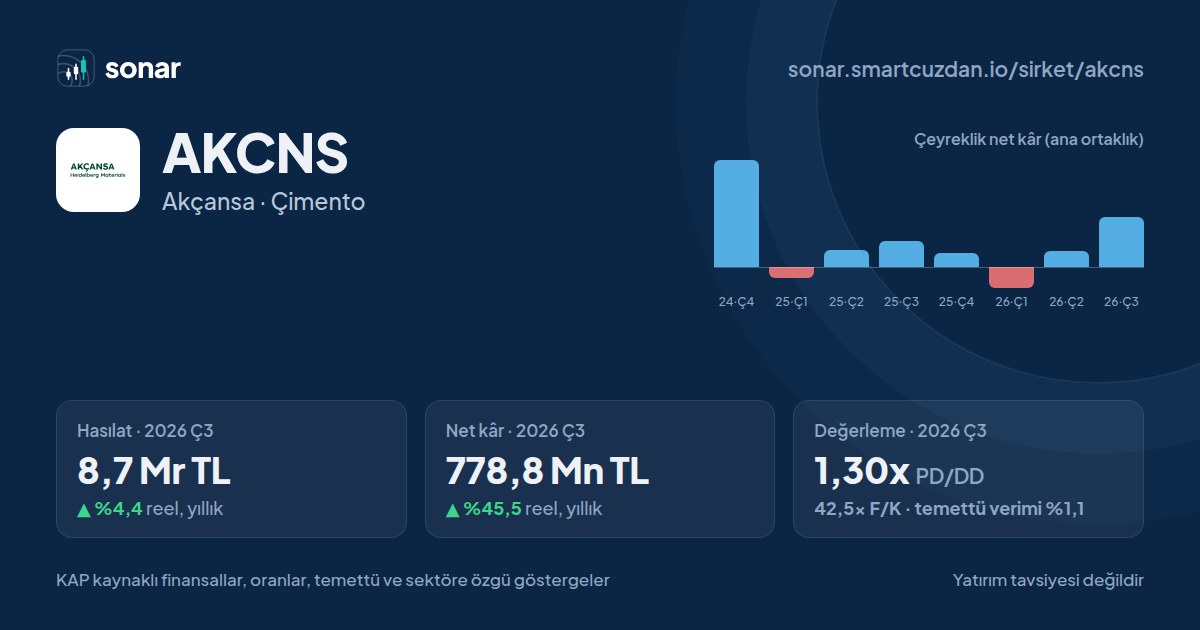 sonar
sonar.smartcuzdan.io/sirket/akcns
AKÇANSA
Heidelberg Materials
AKCNS
Akçansa · Çimento
Çeyreklik net kâr (ana ortaklık)
24·Ç4 25·Ç1 25·Ç2 25·Ç3 25·Ç4 26·Ç1 26·Ç2 26·Ç3
Hasılat · 2026 Ç3
8,7 Mr TL
▲ %4,4 reel, yıllık
Net kâr · 2026 Ç3
778,8 Mn TL
▲ %45,5 reel, yıllık
Değerleme · 2026 Ç3
1,30x PD/DD
42,5x F/K · temettü verimi %1,1
KAP kaynaklı finansallar, oranlar, temettü ve sektöre özgü göstergeler
Yatırım tavsiyesi değildir